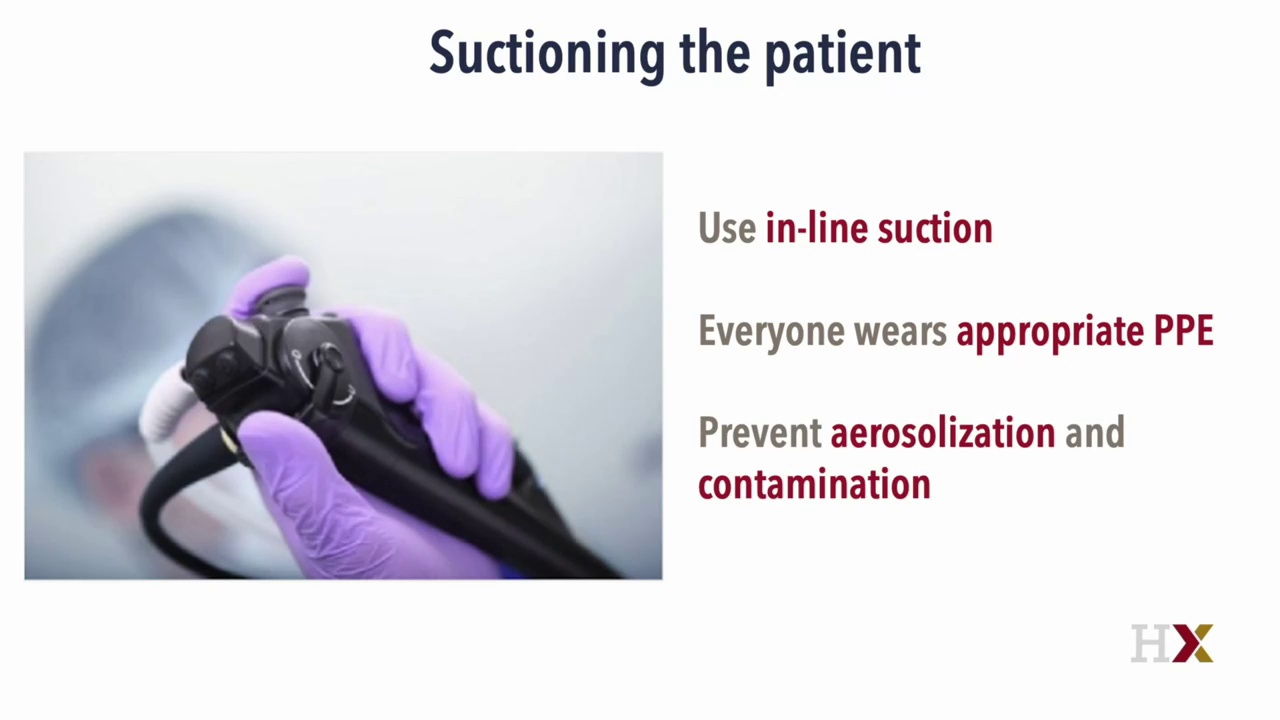 Suctioning the patient
Use in-line suction
Everyone wears appropriate PPE
Prevent aerosolization and
contamination
HX